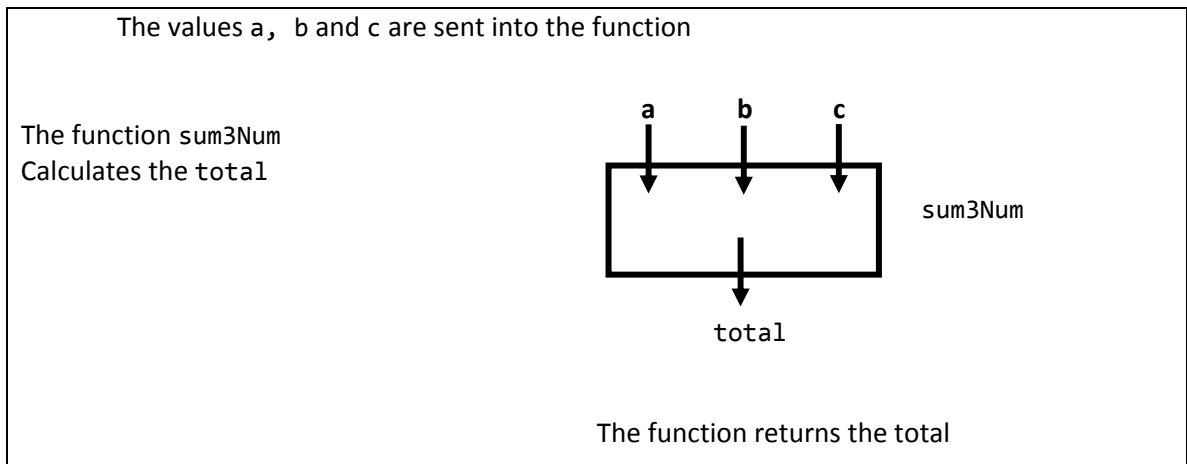 The values a, b and c are sent into the function
a b c
The function sum3Num
Calculates the total
sum3Num
total
The function returns the total